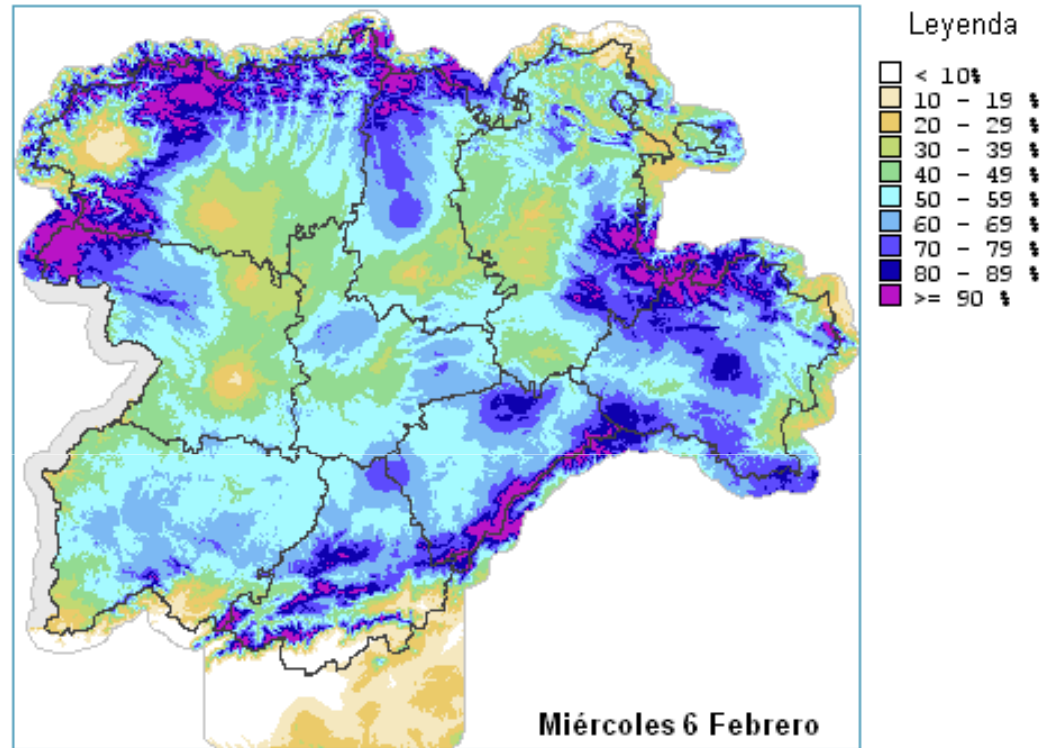 Leyenda
< 10%
10 - 19 %
20 - 29 %
30 - 39 %
40 - 49 %
50 - 59 %
60 - 69 %
70 - 79 %
80 - 89 %
>= 90 %
Miércoles 6 Febrero